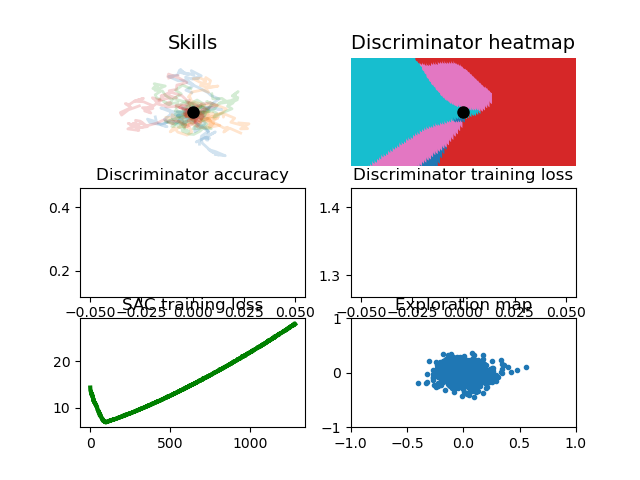 Skills
Discriminator heatmap
Discriminator accuracy
Discriminator training loss
0.4
0.2
1.4
1.3
−0.050 −0.025 0.000 0.025 0.050
−0.050 −0.025 0.000 0.025 0.050
SAC training loss
Exploration map
20
10
1
0
−1
0 500 1000
−1.0 −0.5 0.0 0.5 1.0